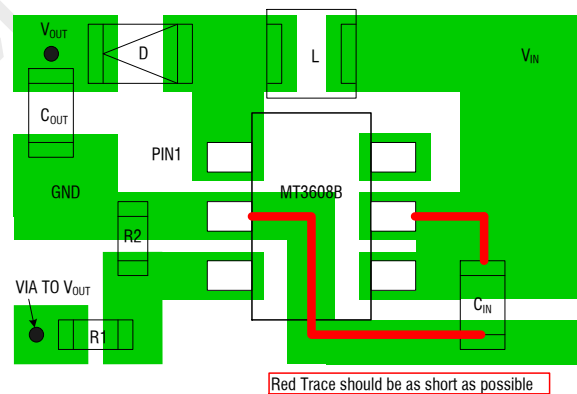 VOUT
D
L
VIN
COUT
PIN1
GND
MT3608B
R2
VIA TO VOUT
R1
CIN
Red Trace should be as short as possible